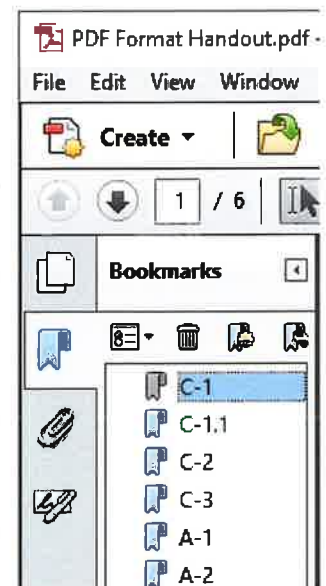 PDF Format Handout.pdf -
File Edit View Window
Create
1 / 6
Bookmarks
C-1
C-1.1
C-2
C-3
A-1
A-2